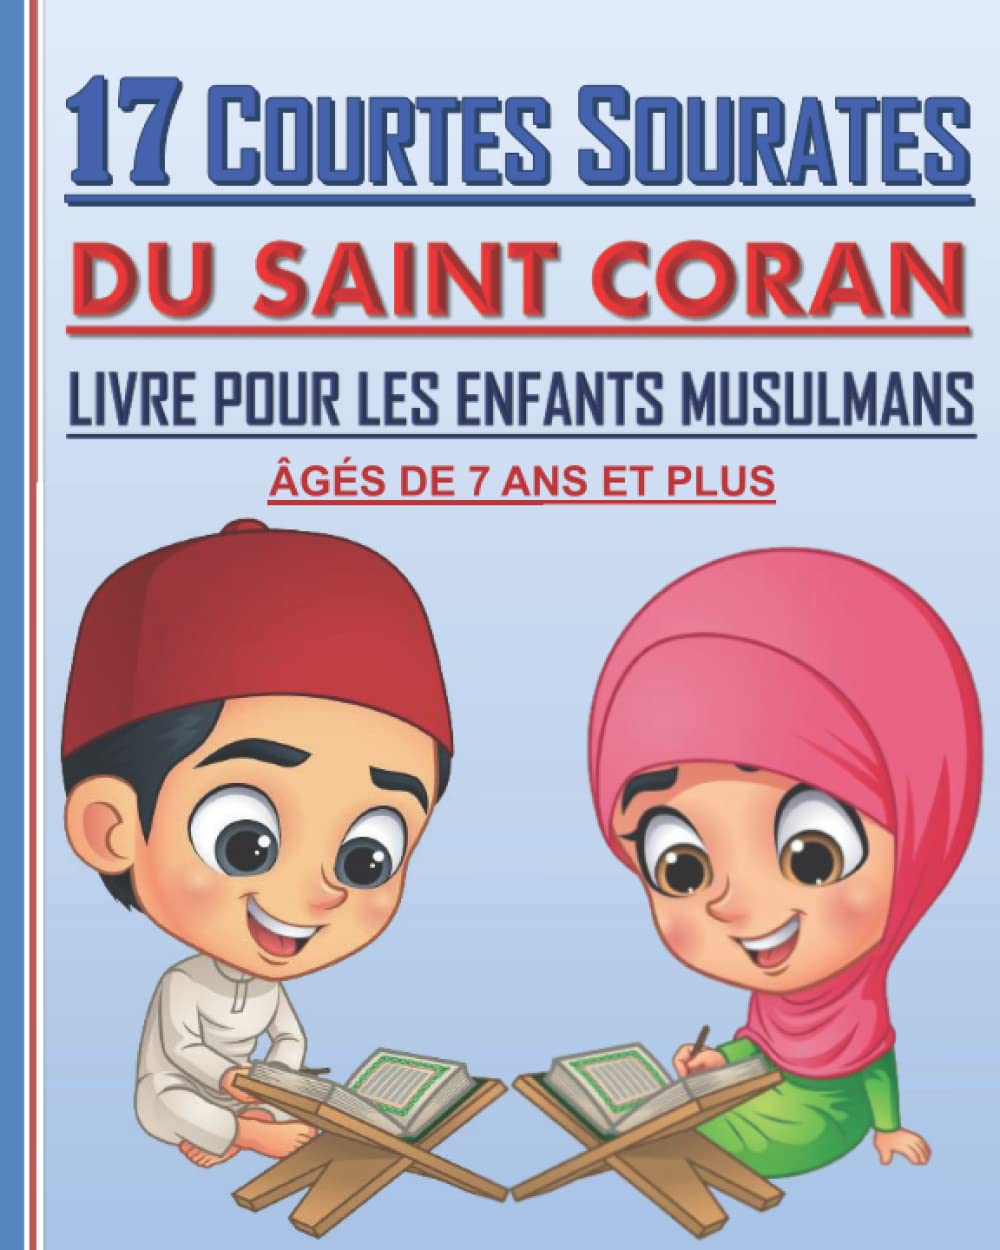 17 COURTES SOURATES
DU SAINT CORAN
LIVRE POUR LES ENFANTS MUSULMANS
ÂGÉS DE 7 ANS ET PLUS